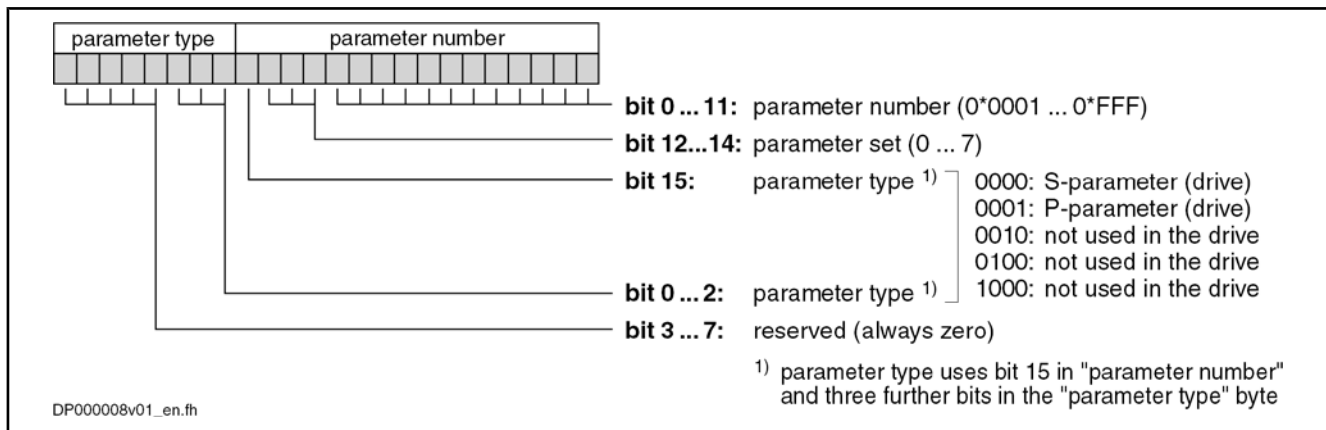 parameter type parameter number
bit 0 ... 11: parameter number (0*0001 ... 0*FFF)
bit 12...14: parameter set (0 ... 7)
bit 15: parameter type 1) 0000: S-parameter (drive)
0001: P-parameter (drive)
0010: not used in the drive
0100: not used in the drive
bit 0 ... 2: parameter type 1) 1000: not used in the drive
bit 3 ... 7: reserved (always zero)
1) parameter type uses bit 15 in "parameter number"
and three further bits in the "parameter type" byte
DP000008v01_en.fh